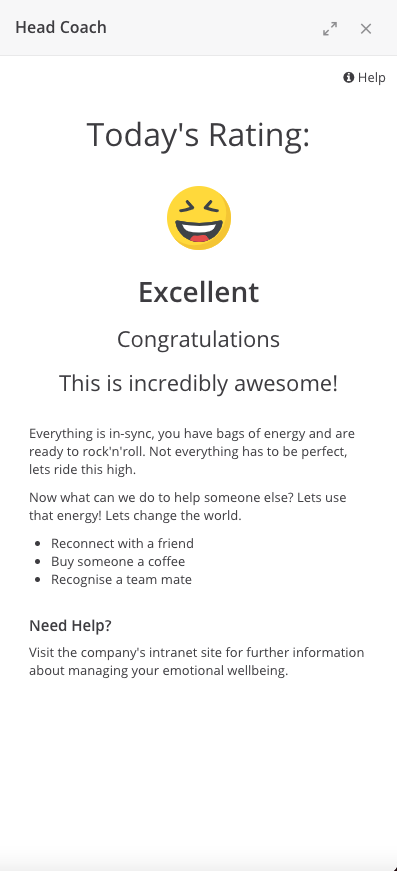 Head Coach
Help
Today's Rating:
Excellent
Congratulations
This is incredibly awesome!
Everything is in-sync, you have bags of energy and are
ready to rock'n'roll. Not everything has to be perfect,
lets ride this high.
Now what can we do to help someone else? Lets use
that energy! Lets change the world.
• Reconnect with a friend
• Buy someone a coffee
• Recognise a team mate
Need Help?
Visit the company's intranet site for further information
about managing your emotional wellbeing.